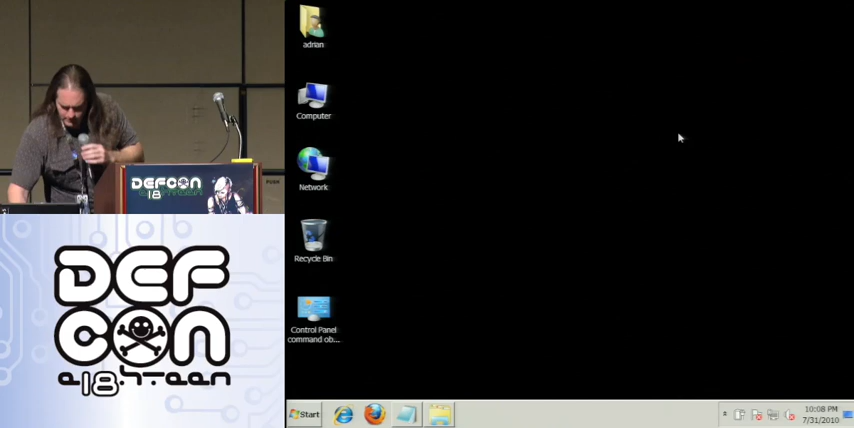 DEFCON
18
PUSH
DEF
CON
e18hteen
adrian
Computer
Network
Recycle Bin
Control Panel
command ob...
Start
10:08 PM
7/31/2010